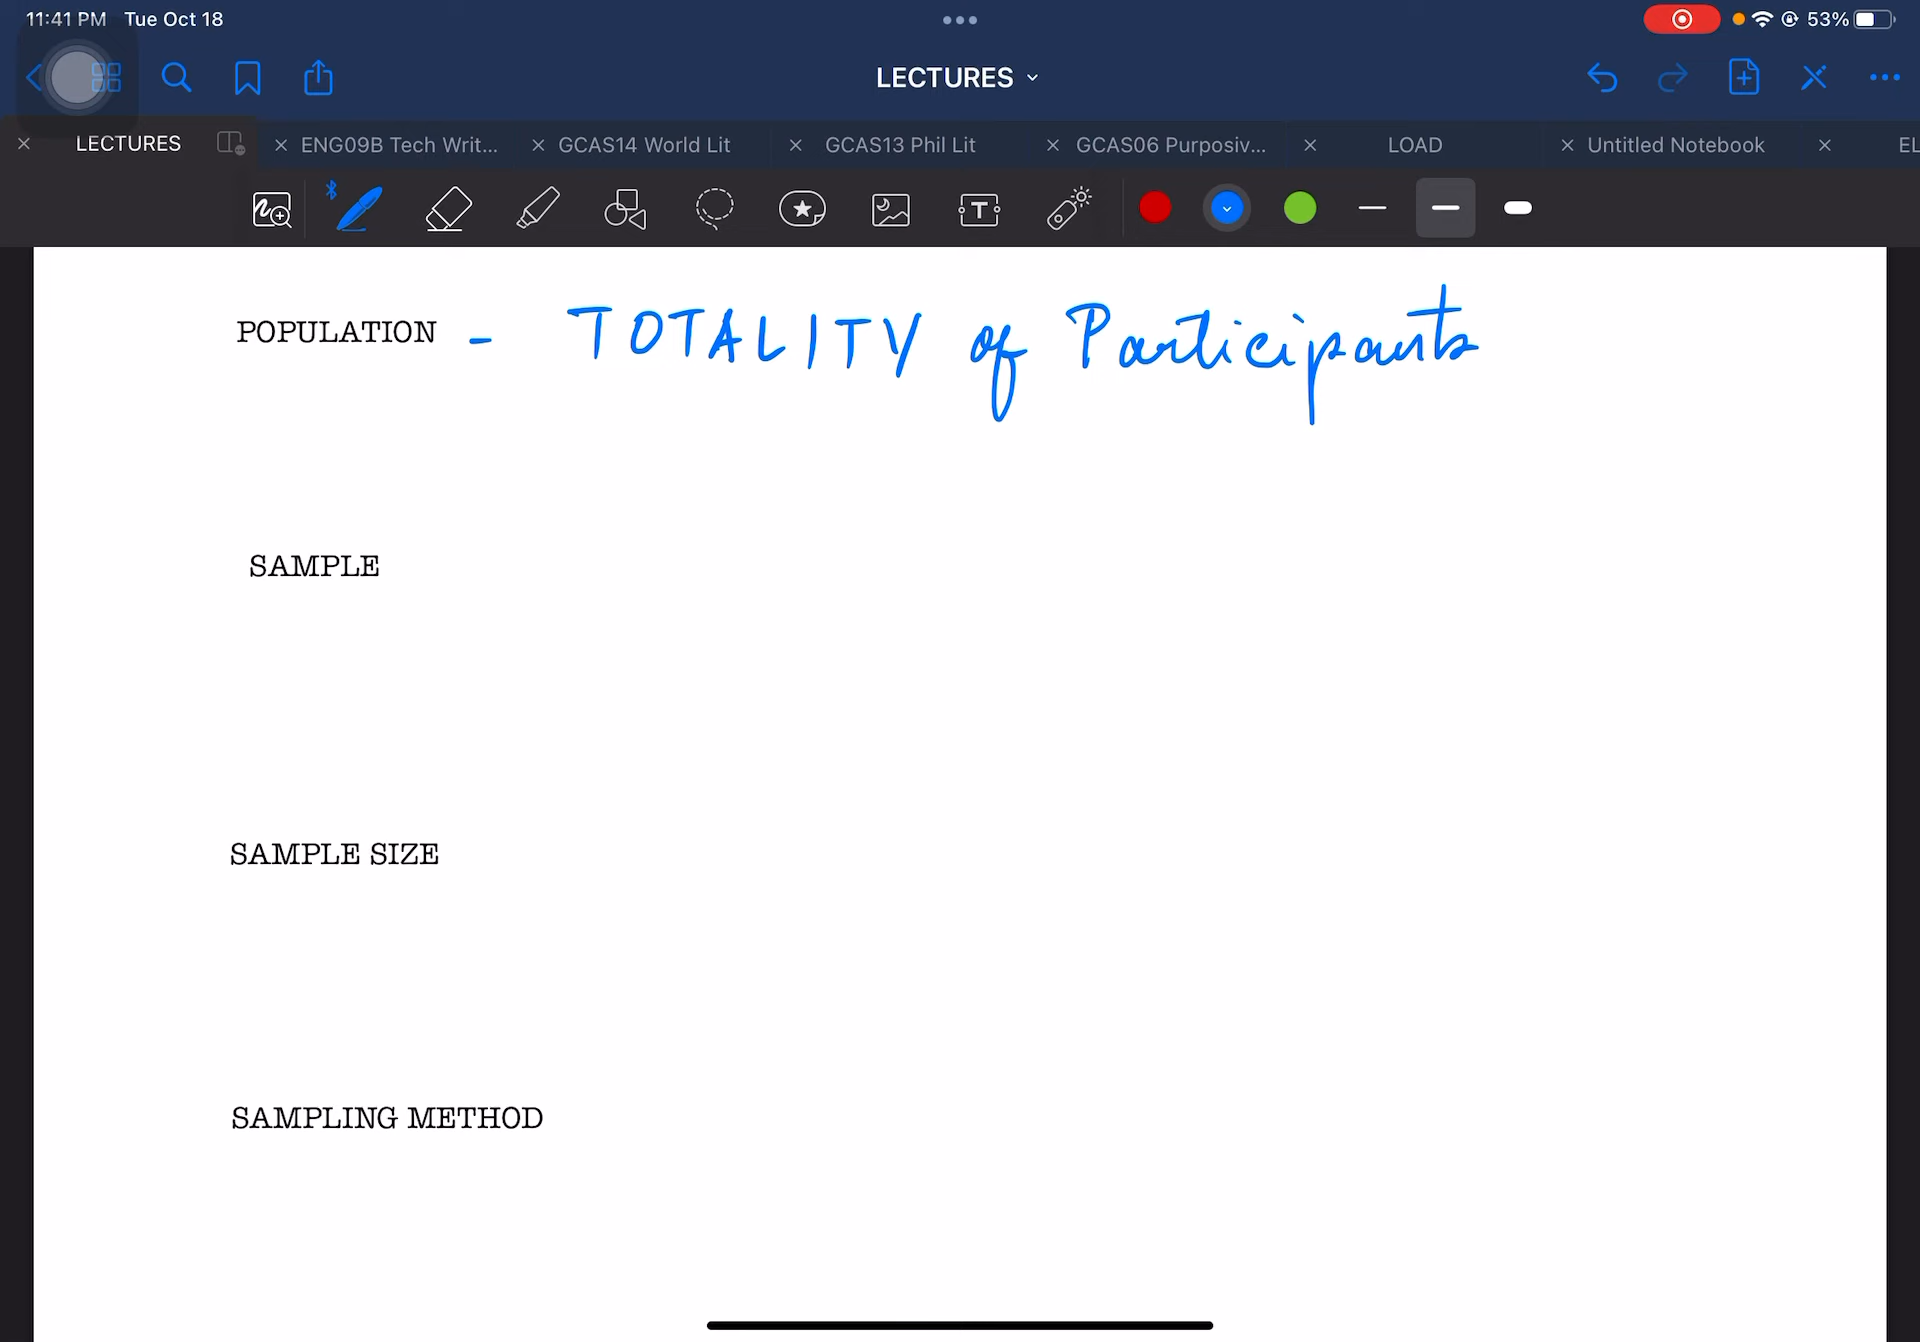 11:41 PM Tue Oct 18
53%
LECTURES
LECTURES
ENG09B Tech Writ...
GCAS14 World Lit
GCAS13 Phil Lit
GCAS06 Purposiv...
LOAD
Untitled Notebook
EL
T
POPULATION - TOTALITY of Participants
SAMPLE
SAMPLE SIZE
SAMPLING METHOD